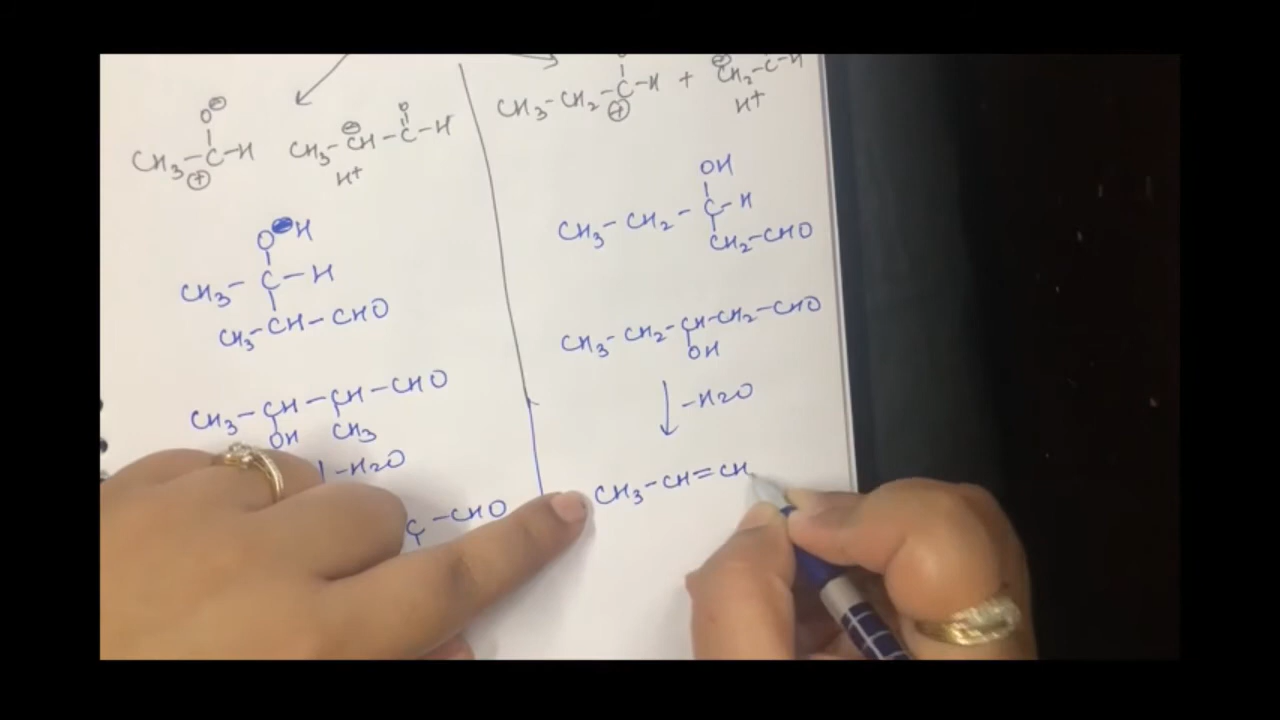 O⊖
CH3-C-H
⊕
CH3-CH-C-H
⊖
O
H+
O H
CH3-C-H
CH3-CH-CHO
CH3-CH-CH-CHO
OH CH3
-H2O
C-CHO
CH3-CH2-C-H + CH2-C-H
⊕
⊖
H+
OH
CH3-CH2-C-H
CH2-CHO
CH3-CH2-CH-CH2-CHO
OH
-H2O
CH3-CH=CH